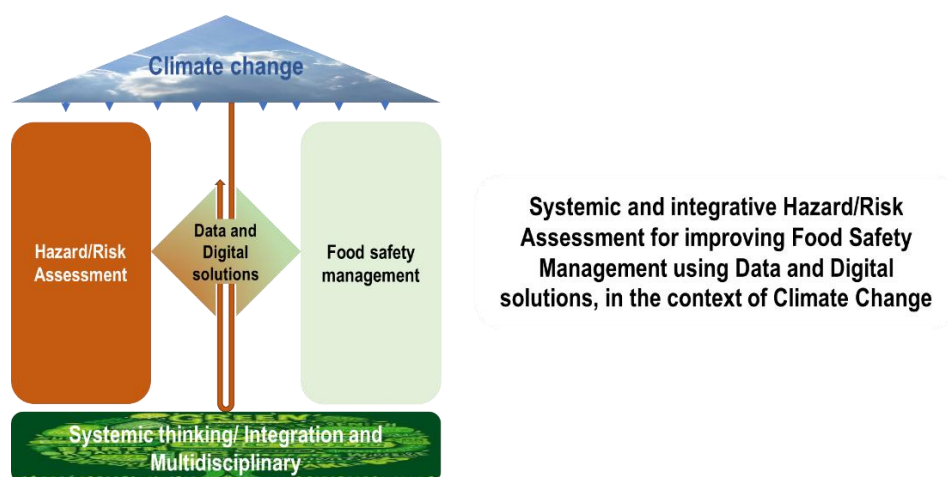 Climate change
Hazard/Risk
Assessment
Data and
Digital
solutions
Food safety
management
GREEN
Systemic thinking/ Integration and
Multidisciplinary
Systemic and integrative Hazard/Risk
Assessment for improving Food Safety
Management using Data and Digital
solutions, in the context of Climate Change